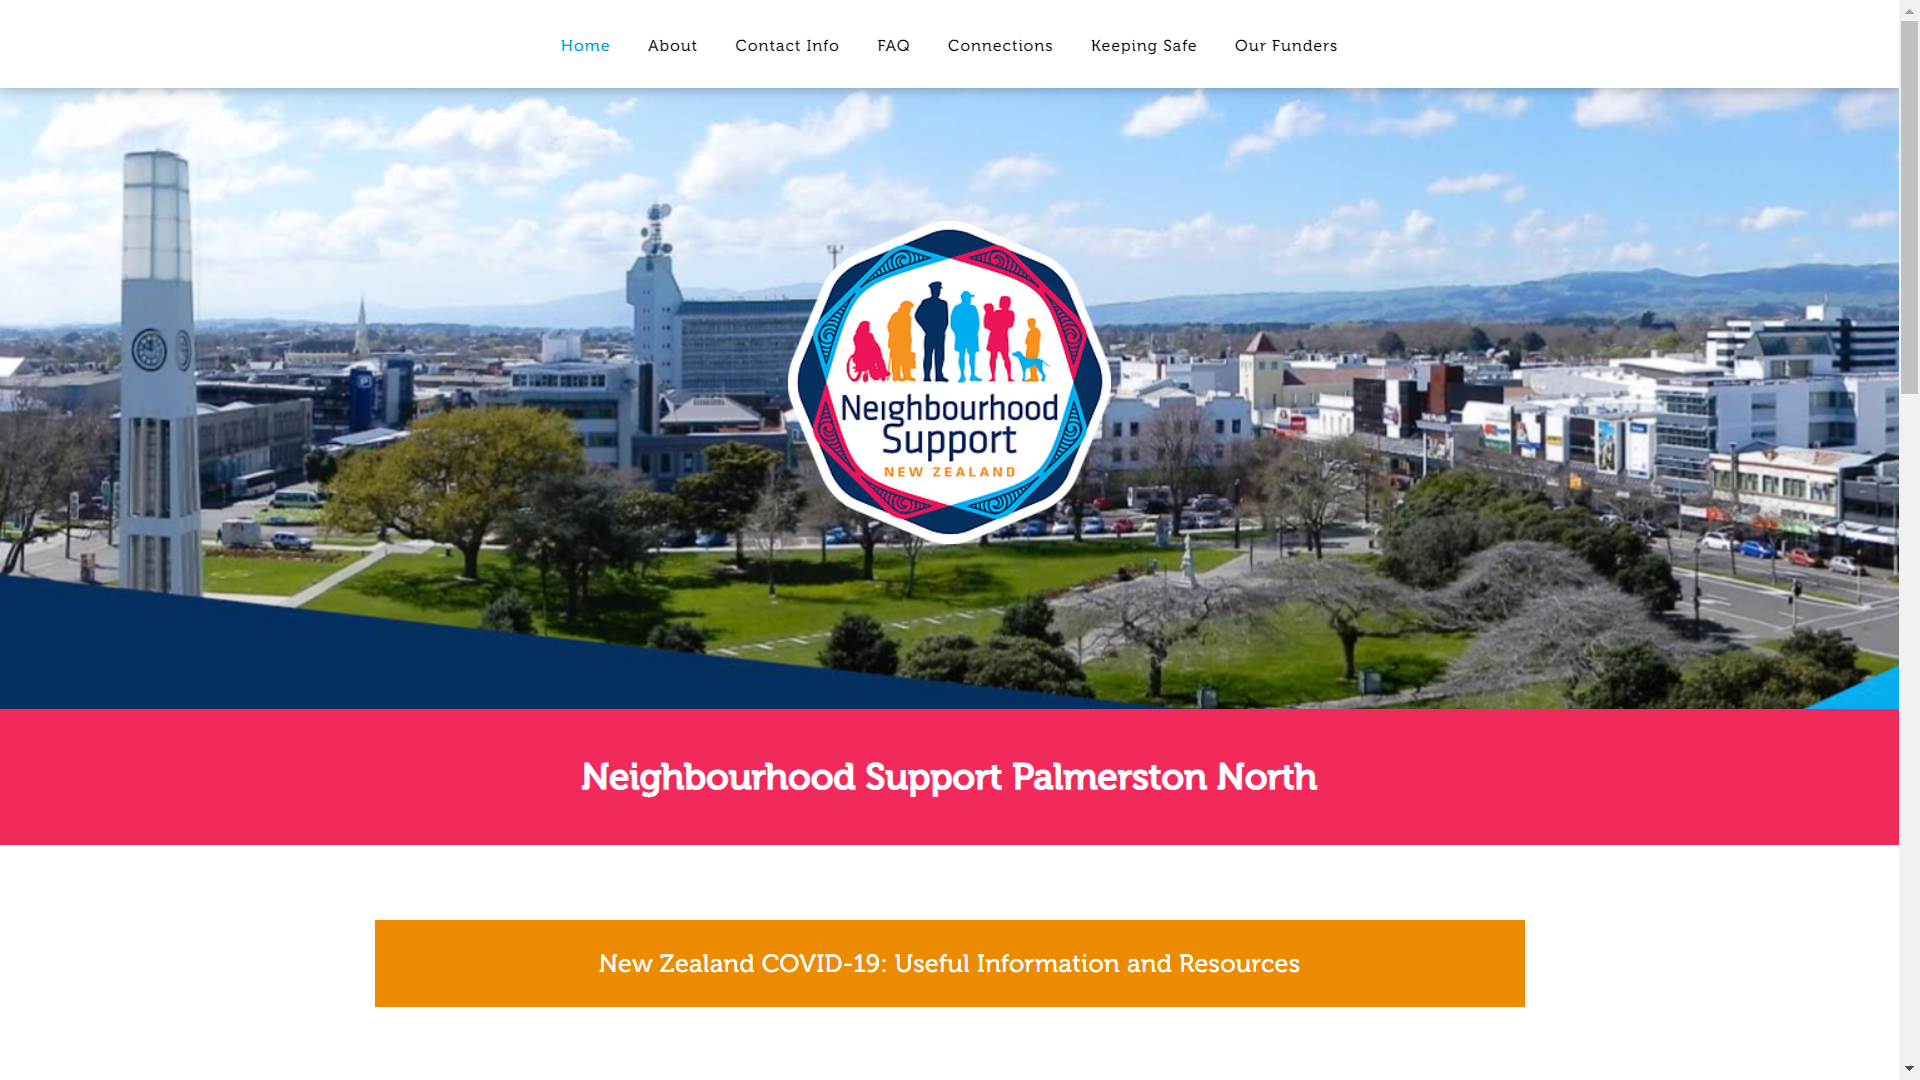 Home About Contact Info FAQ Connections Keeping Safe Our Funders
Neighbourhood
Support
NEW ZEALAND
Neighbourhood Support Palmerston North
New Zealand COVID-19: Useful Information and Resources